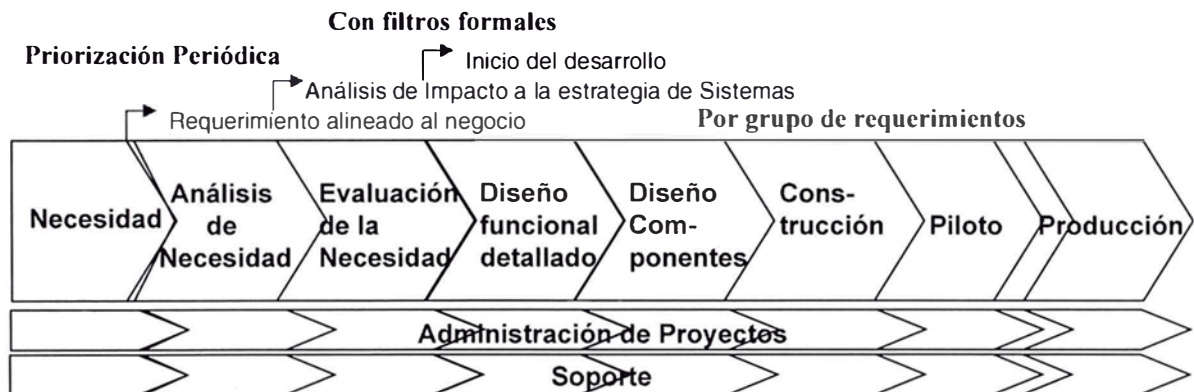 Con filtros formales
Priorización Periódica
Inicio del desarrollo
Análisis de Impacto a la estrategia de Sistemas
Requerimiento alineado al negocio
Por grupo de requerimientos
Necesidad
Análisis
de
Necesidad
Evaluación
de la
Necesidad
Diseño
funcional
detallado
Diseño
Com-
ponentes
Cons-
trucción
Piloto
Producción
Administración de Proyectos
Soporte